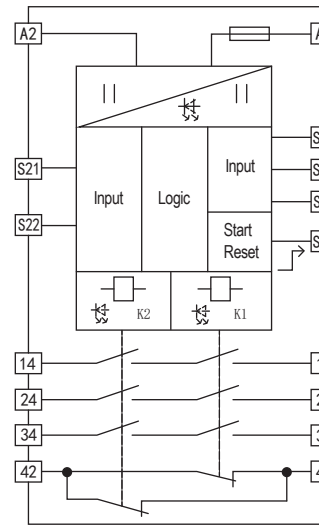 A2
S21
Input
Logic
Input
S22
Start
Reset
K2
K1
14
24
34
42